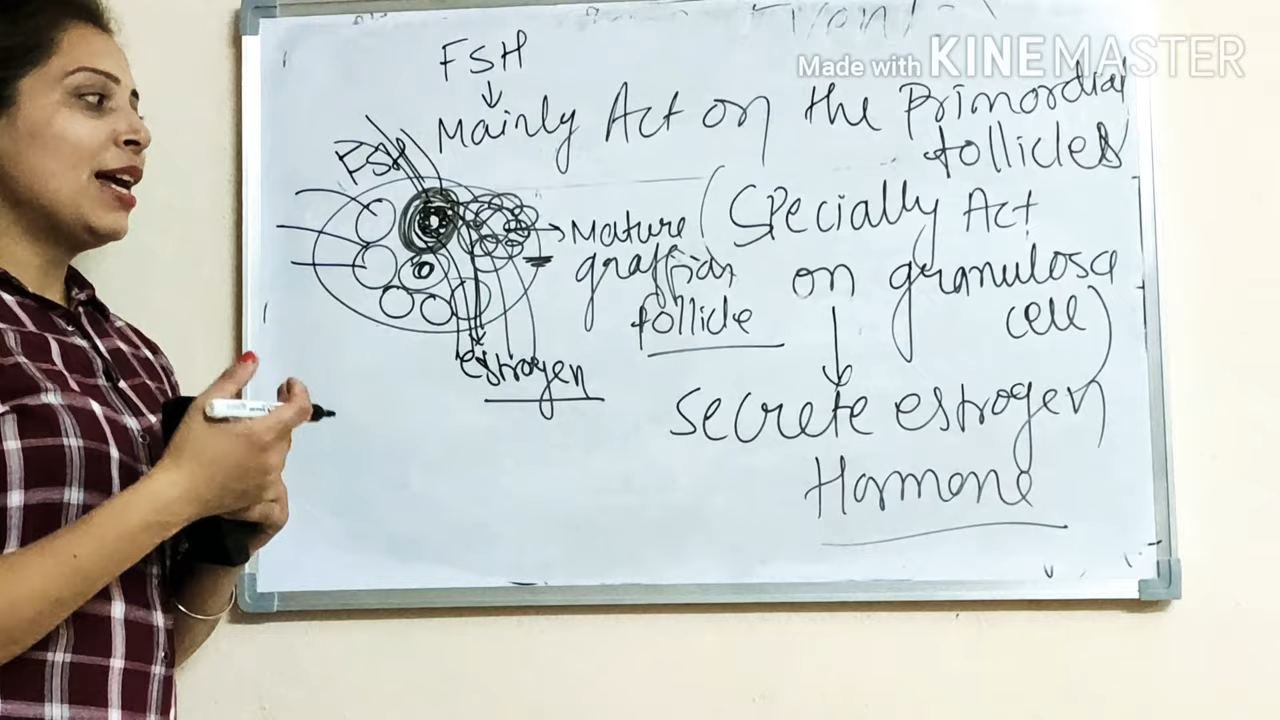 Made with KINEMASTER
FSH
↓
Mainly Act on the Primordial
follicles
(Specially Act
on granulosa
cell)
↓
secrete estrogen
Hormone
FSH
→ Mature
graffian
follicle
estrogen